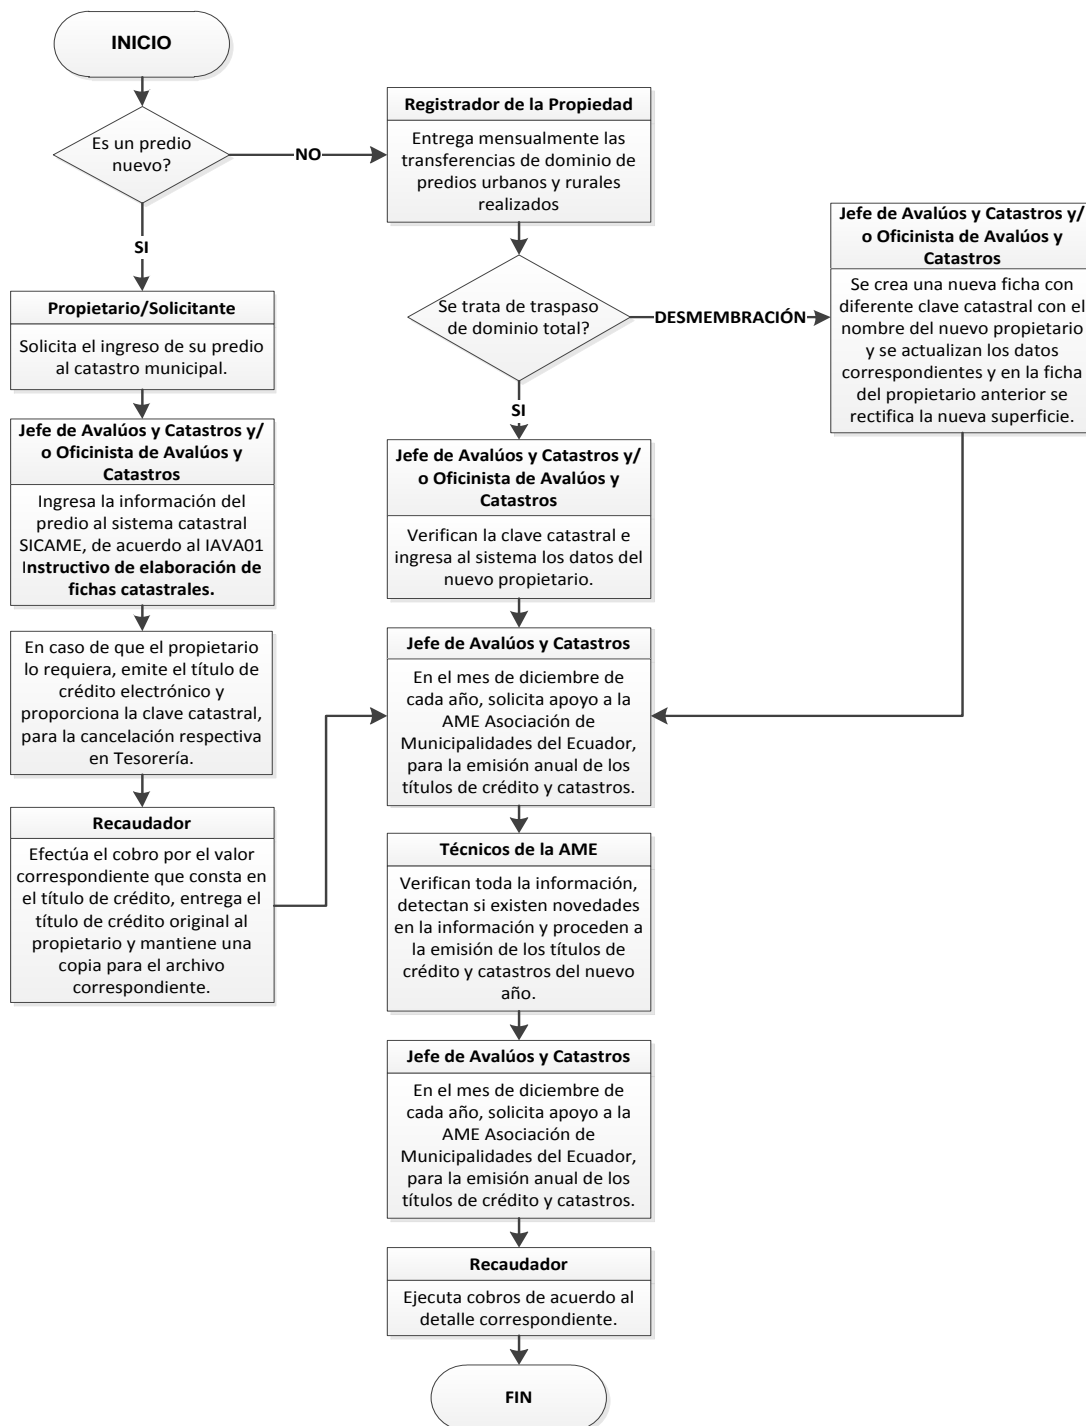 INICIO
Es un predio
nuevo?
NO
SI
Registrador de la Propiedad
Entrega mensualmente las
transferencias de dominio de
predios urbanos y rurales
realizados
Se trata de traspaso
de dominio total?
DESMEMBRACIÓN
SI
Jefe de Avalúos y Catastros y/
o Oficinista de Avalúos y
Catastros
Se crea una nueva ficha con
diferente clave catastral con el
nombre del nuevo propietario
y se actualizan los datos
correspondientes y en la ficha
del propietario anterior se
rectifica la nueva superficie.
Propietario/Solicitante
Solicita el ingreso de su predio
al catastro municipal.
Jefe de Avalúos y Catastros y/
o Oficinista de Avalúos y
Catastros
Ingresa la información del
predio al sistema catastral
SICAME, de acuerdo al IAVA01
Instructivo de elaboración de
fichas catastrales.
En caso de que el propietario
lo requiera, emite el título de
crédito electrónico y
proporciona la clave catastral,
para la cancelación respectiva
en Tesorería.
Recaudador
Efectúa el cobro por el valor
correspondiente que consta en
el título de crédito, entrega el
título de crédito original al
propietario y mantiene una
copia para el archivo
correspondiente.
Jefe de Avalúos y Catastros y/
o Oficinista de Avalúos y
Catastros
Verifican la clave catastral e
ingresa al sistema los datos del
nuevo propietario.
Jefe de Avalúos y Catastros
En el mes de diciembre de
cada año, solicita apoyo a la
AME Asociación de
Municipalidades del Ecuador,
para la emisión anual de los
títulos de crédito y catastros.
Técnicos de la AME
Verifican toda la información,
detectan si existen novedades
en la información y proceden a
la emisión de los títulos de
crédito y catastros del nuevo
año.
Jefe de Avalúos y Catastros
En el mes de diciembre de
cada año, solicita apoyo a la
AME Asociación de
Municipalidades del Ecuador,
para la emisión anual de los
títulos de crédito y catastros.
Recaudador
Ejecuta cobros de acuerdo al
detalle correspondiente.
FIN